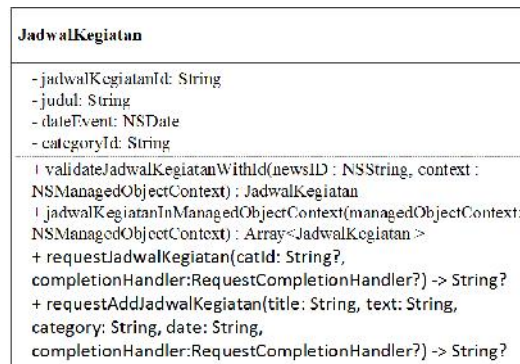 JadwalKegiatan
- jadwalKegiatanId: String
- judul: String
- dateEvent: NSDate
- categoryId: String
+ validateJadwalKegiatanWithId(newsID : NSString, context :
NSManagedObjectContext) : JadwalKegiatan
+ jadwalKegiatanInManagedObjectContext(managedObjectContext:
NSManagedObjectContext) : Array<JadwalKegiatan >
+ requestJadwalKegiatan(catId: String?,
completionHandler:RequestCompletionHandler?) -> String?
+ requestAddJadwalKegiatan(title: String, text: String,
category: String, date: String,
completionHandler:RequestCompletionHandler?) -> String?